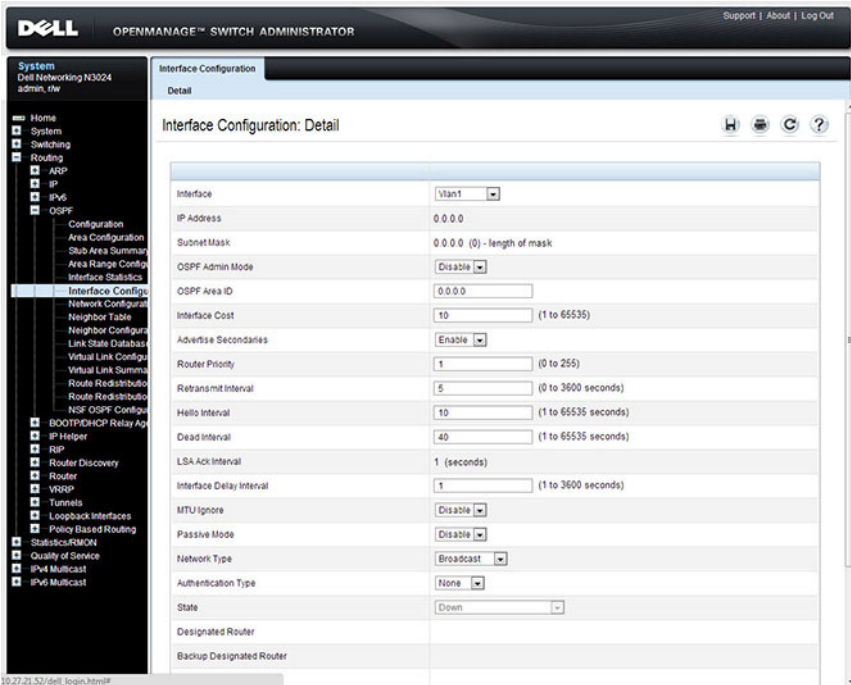 Support | About | Log Out
DELL OPENMANAGE™ SWITCH ADMINISTRATOR
System
Dell Networking N3024
admin, r/w
Interface Configuration
Detail
Home
System
Switching
Routing
ARP
IP
IPv6
OSPF
Configuration
Area Configuration
Stub Area Summary
Area Range Config
Interface Statistics
Interface Configu
Network Configurat
Neighbor Table
Neighbor Configura
Link State Database
Virtual Link Configu
Virtual Link Summa
Route Redistributio
Route Redistributio
NSF OSPF Configu
BOOTP/DHCP Relay Age
IP Helper
RIP
Router Discovery
Router
VRRP
Tunnels
Loopback Interfaces
Policy Based Routing
Statistics/RMON
Quality of Service
IPv4 Multicast
IPv6 Multicast
Interface Configuration: Detail
Interface Vlan1
IP Address 0.0.0.0
Subnet Mask 0.0.0.0 (0) - length of mask
OSPF Admin Mode Disable
OSPF Area ID 0.0.0.0
Interface Cost 10 (1 to 65535)
Advertise Secondaries Enable
Router Priority 1 (0 to 255)
Retransmit Interval 5 (0 to 3600 seconds)
Hello Interval 10 (1 to 65535 seconds)
Dead Interval 40 (1 to 65535 seconds)
LSA Ack Interval 1 (seconds)
Interface Delay Interval 1 (1 to 3600 seconds)
MTU Ignore Disable
Passive Mode Disable
Network Type Broadcast
Authentication Type None
State Down
Designated Router
Backup Designated Router
10.27.21.52/dell_login.html#